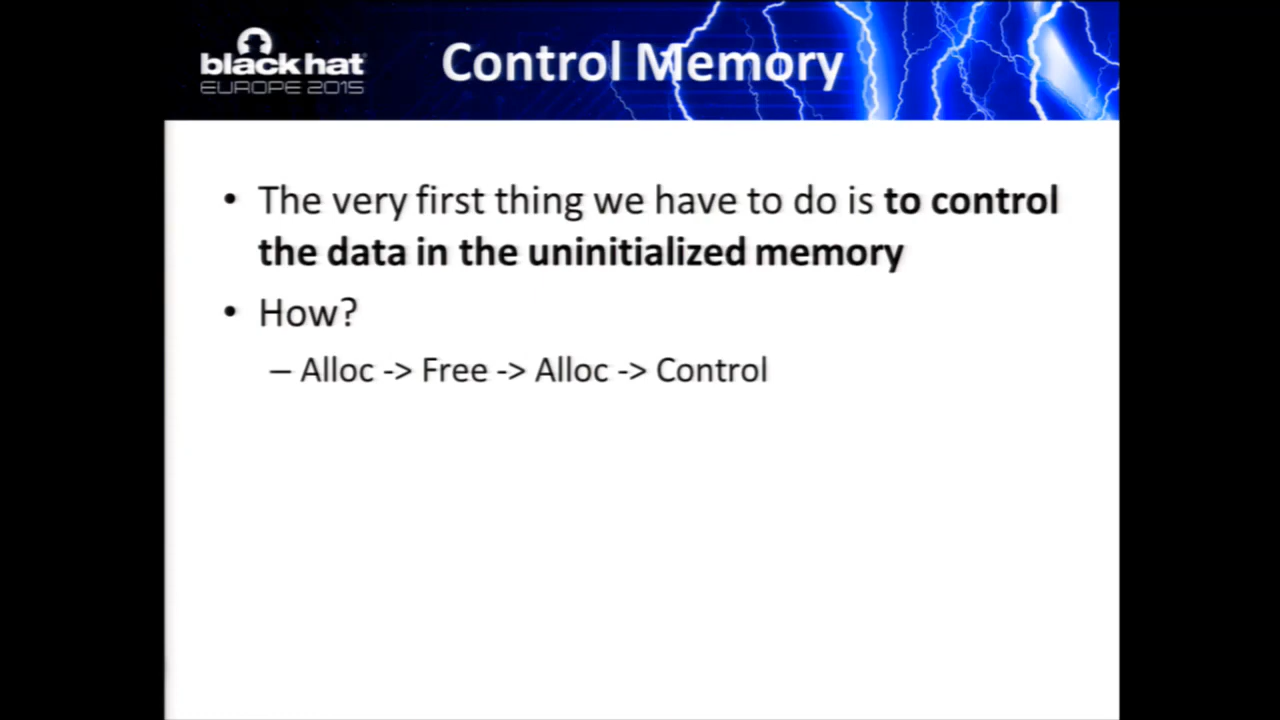 black hat
EUROPE 2015
Control Memory
• The very first thing we have to do is to control
the data in the uninitialized memory
• How?
– Alloc -> Free -> Alloc -> Control